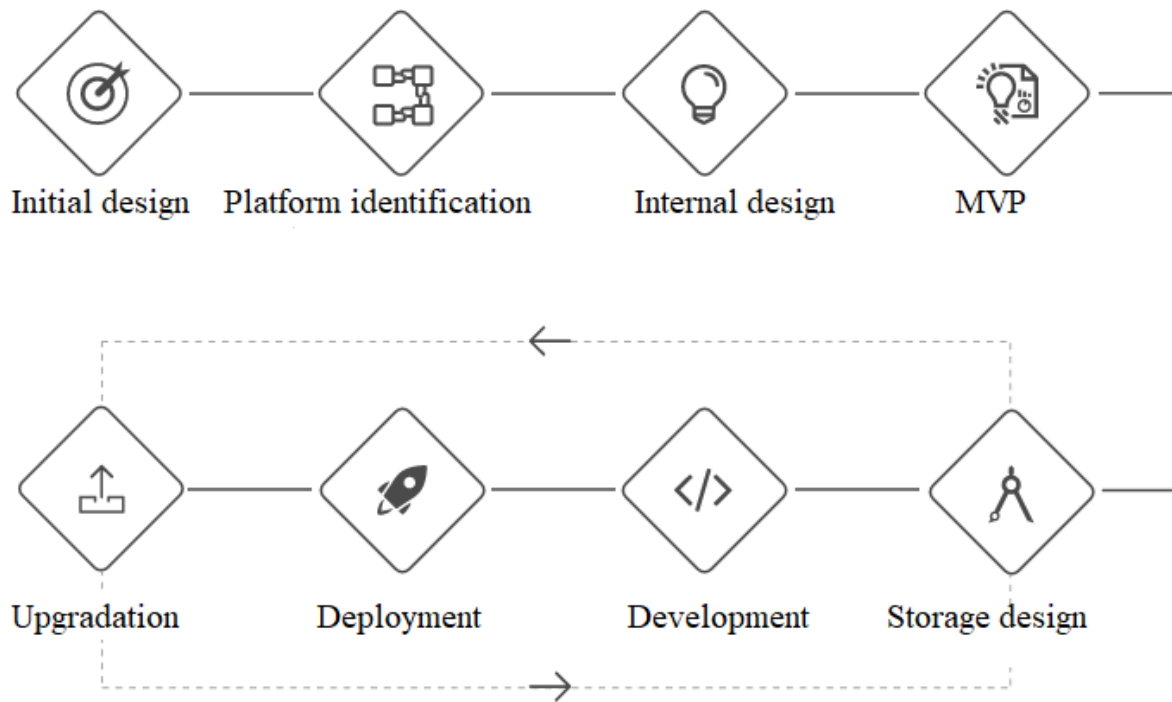 Initial design
Platform identification
Internal design
MVP
Upgradation
Deployment
Development
Storage design